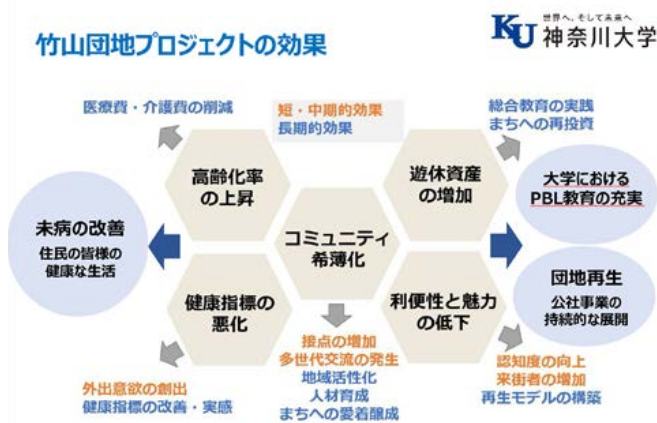 竹山団地プロジェクトの効果
KU
世界へ、そして未来へ
神奈川大学
医療費・介護費の削減
短・中期的効果
長期的効果
総合教育の実践
まちへの再投資
高齢化率
の上昇
遊休資産
の増加
大学における
PBL教育の充実
未病の改善
住民の皆様の
健康な生活
コミュニティ
希薄化
団地再生
公社事業の
持続的な展開
健康指標の
悪化
利便性と魅力
の低下
接点の増加
多世代交流の発生
地域活性化
人材育成
まちへの愛着醸成
外出意欲の創出
健康指標の改善・実感
認知度の向上
来街者の増加
再生モデルの構築